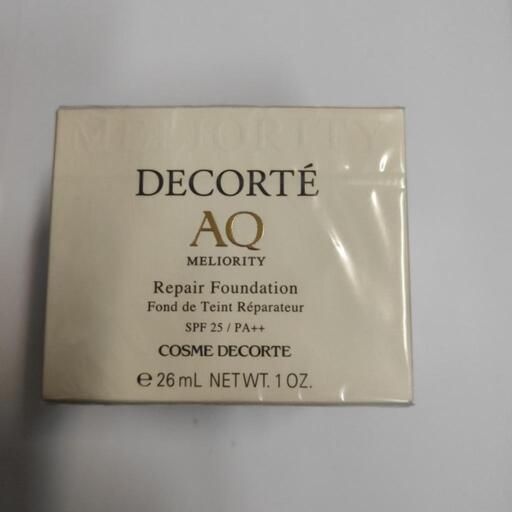 MELIORITY
DECORTÉ
AQ
MELIORITY
Repair Foundation
Fond de Teint Réparateur
SPF 25 / PA++
COSME DECORTE
℮ 26 mL NET WT. 1 OZ.